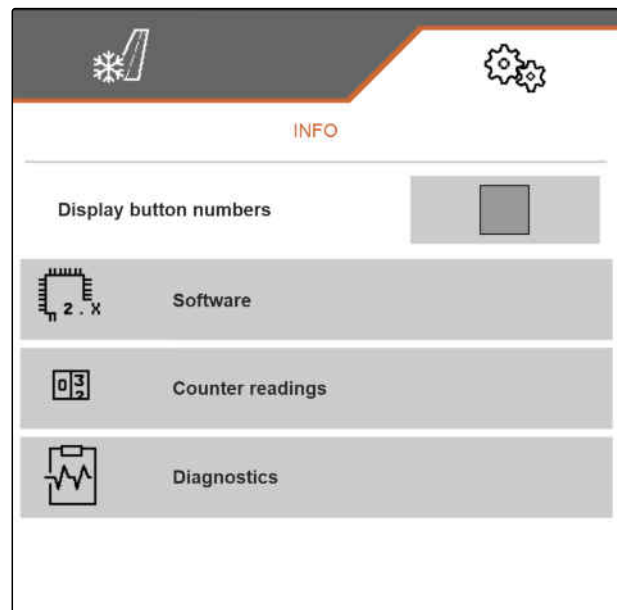 INFO
Display button numbers
n 2 . X
Software
0 3 2
Counter readings
Diagnostics